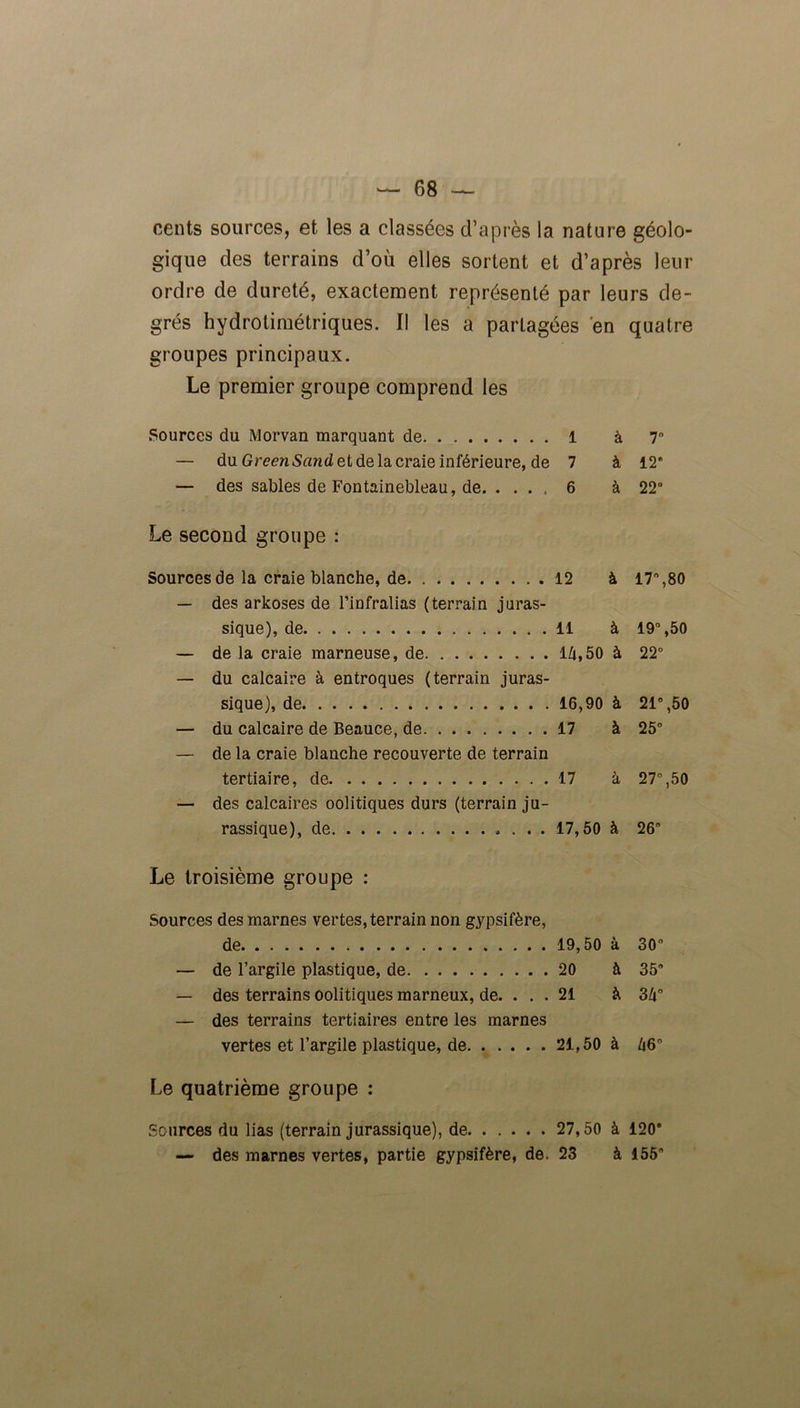 — 68 —
cents sources, et les a classées d’après la nature géolo-
gique des terrains d’où elles sortent et d’après leur
ordre de dureté, exactement représenté par leurs de-
grés hydrotimétriques. Il les a partagées en quatre
groupes principaux.
Le premier groupe comprend les
Sources du Morvan marquant de......... 1 à 7°
— du Green Sand et de la craie inférieure, de 7 à 12°
— des sables de Fontainebleau, de..... 6 à 22°
Le second groupe :
Sources de la craie blanche, de.......... 12 à 17°,80
— des arkoses de l’infralias (terrain juras-
sique), de................. 11 à 19°,50
— de la craie marneuse, de......... 14,50 à 22°
— du calcaire à entroques (terrain juras-
sique), de................. 16,90 à 21°,50
— du calcaire de Beauce, de......... 17 à 25°
— de la craie blanche recouverte de terrain
tertiaire, de............... 17 à 27°,50
— des calcaires oolitiques durs (terrain ju-
rassique), de............... 17,50 à 26°
Le troisième groupe :
Sources des marnes vertes, terrain non gypsifère,
de...................... 19,50 à 30°
— de l’argile plastique, de.......... 20 à 35°
— des terrains oolitiques marneux, de.... 21 à 34°
— des terrains tertiaires entre les marnes
vertes et l’argile plastique, de...... 21,50 à 46°
Le quatrième groupe :
Sources du lias (terrain jurassique), de...... 27,50 à 120°
— des marnes vertes, partie gypsifère, de. 23 à 155°